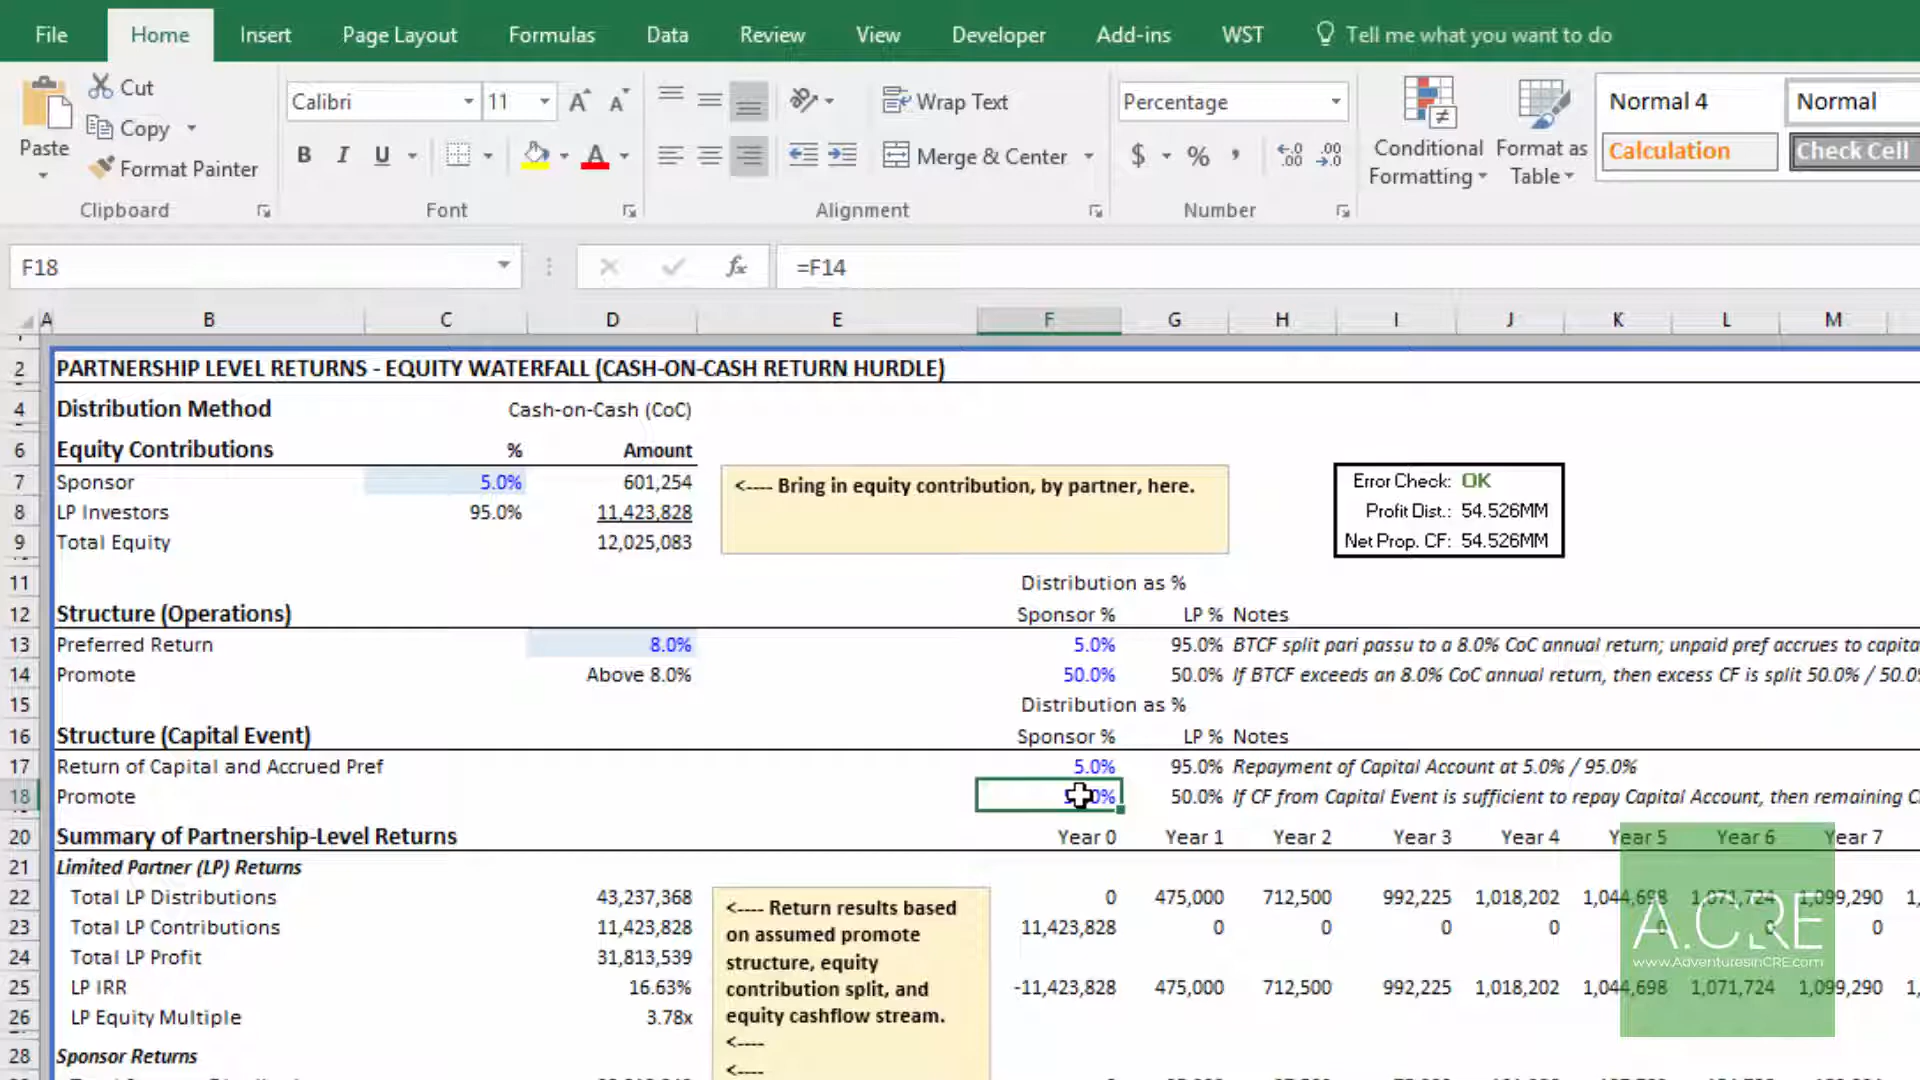 File Home Insert Page Layout Formulas Data Review View Developer Add-ins WST Tell me what you want to do
Paste Cut Copy Format Painter
Calibri 11
B I U A
Wrap Text
Merge & Center
Percentage
$ % ,
Conditional Formatting
Format as Table
Normal 4 Normal
Calculation Check Cell
Clipboard Font Alignment Number
F18 fx =F14
A B C D E F G H I J K L M
2 PARTNERSHIP LEVEL RETURNS - EQUITY WATERFALL (CASH-ON-CASH RETURN HURDLE)
4 Distribution Method Cash-on-Cash (CoC)
6 Equity Contributions % Amount
7 Sponsor 5.0% 601,254
8 LP Investors 95.0% 11,423,828
9 Total Equity 12,025,083
<---- Bring in equity contribution, by partner, here.
Error Check: OK
Profit Dist.: 54.526MM
Net Prop. CF: 54.526MM
11 Distribution as %
12 Structure (Operations) Sponsor % LP % Notes
13 Preferred Return 8.0% 5.0% 95.0% BTCF split pari passu to a 8.0% CoC annual return; unpaid pref accrues to capita
14 Promote Above 8.0% 50.0% 50.0% If BTCF exceeds an 8.0% CoC annual return, then excess CF is split 50.0% / 50.0
15 Distribution as %
16 Structure (Capital Event) Sponsor % LP % Notes
17 Return of Capital and Accrued Pref 5.0% 95.0% Repayment of Capital Account at 5.0% / 95.0%
18 Promote 50.0% If CF from Capital Event is sufficient to repay Capital Account, then remaining C
20 Summary of Partnership-Level Returns Year 0 Year 1 Year 2 Year 3 Year 4 Year 5 Year 6 Year 7
21 Limited Partner (LP) Returns
22 Total LP Distributions 43,237,368 0 475,000 712,500 992,225 1,018,202 1,044,698 1,071,724 1,099,290 1,
23 Total LP Contributions 11,423,828 11,423,828 0 0 0 0 0 0 0
24 Total LP Profit 31,813,539
25 LP IRR 16.63% -11,423,828 475,000 712,500 992,225 1,018,202 1,044,698 1,071,724 1,099,290 1,
26 LP Equity Multiple 3.78x
<---- Return results based
on assumed promote
structure, equity
contribution split, and
equity cashflow stream.
<----
<----
28 Sponsor Returns
A.CRE
www.AdventuresinCRE.com